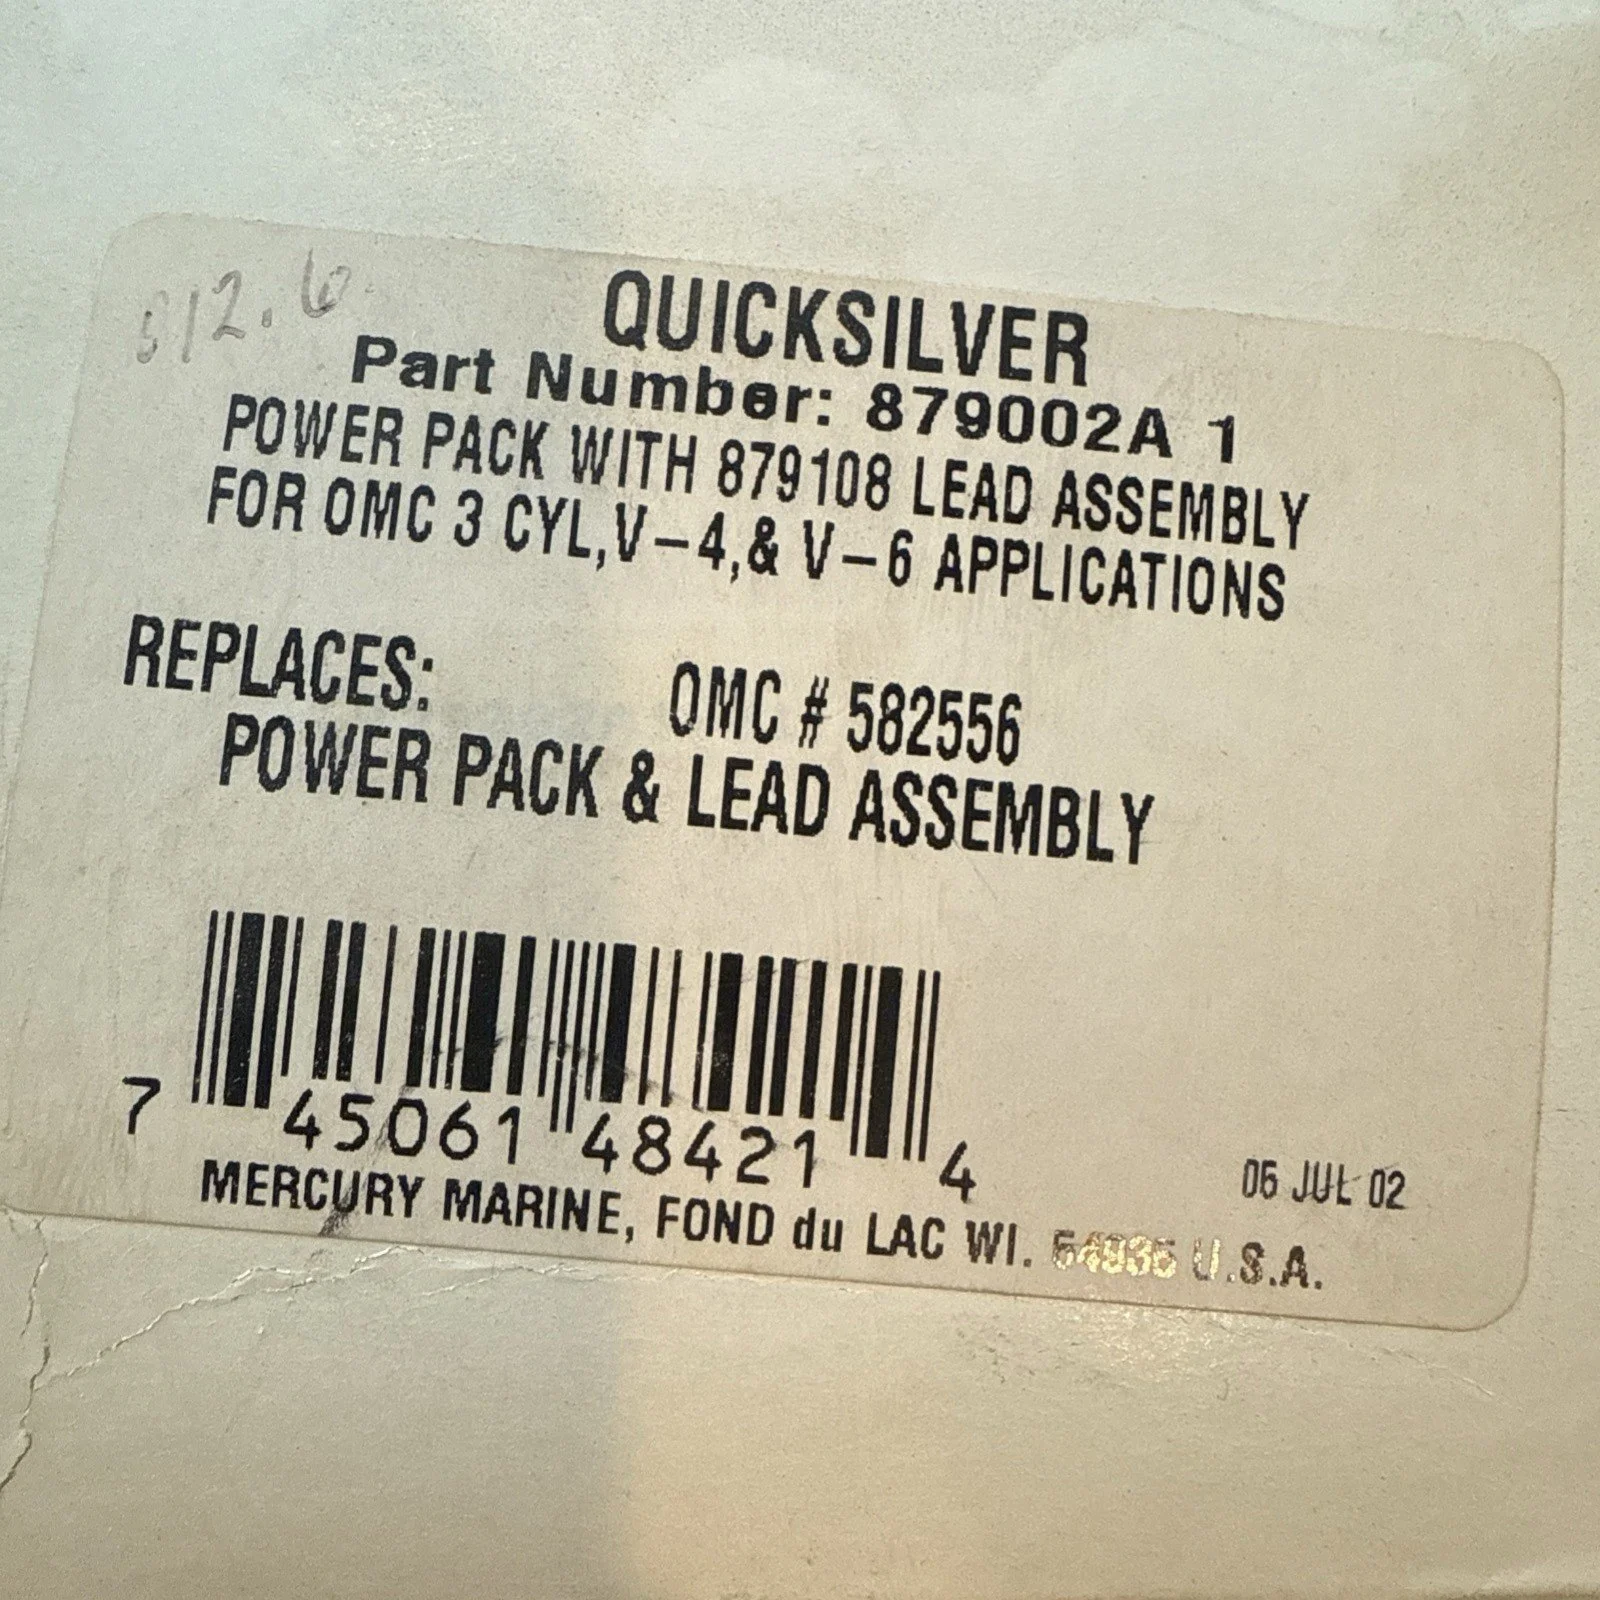 QUICKSILVER
Part Number: 879002A 1
POWER PACK WITH 879108 LEAD ASSEMBLY
FOR OMC 3 CYL,V-4,& V-6 APPLICATIONS
REPLACES: OMC # 582556
POWER PACK & LEAD ASSEMBLY
7 45061 48421 4
05 JUL 02
MERCURY MARINE, FOND du LAC WI. 54935 U.S.A.